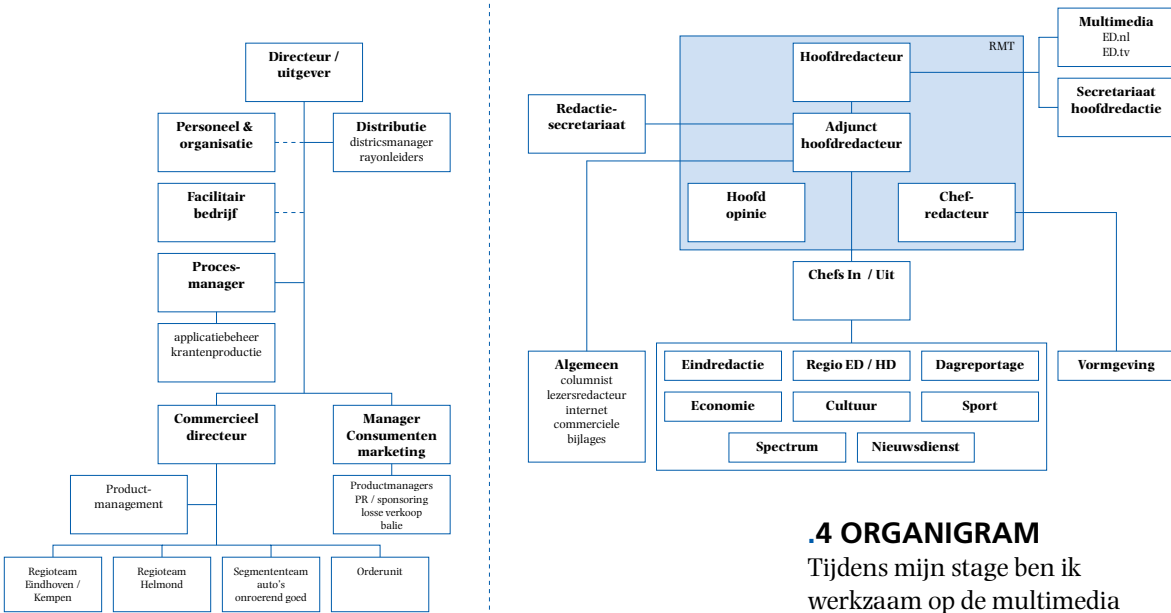 Directeur /
uitgever
Personeel &
organisatie
Distributie
districsmanager
rayonleiders
Facilitair
bedrijf
Proces-
manager
applicatiebeheer
krantenproductie
Commercieel
directeur
Manager
Consumenten
marketing
Product-
management
Productmanagers
PR / sponsoring
losse verkoop
balie
Regioteam
Eindhoven /
Kempen
Regioteam
Helmond
Segmententeam
auto's
onroerend goed
Orderunit
RMT
Hoofdredacteur
Multimedia
ED.nl
ED.tv
Secretariaat
hoofdredactie
Redactie-
secretariaat
Adjunct
hoofdredacteur
Hoofd
opinie
Chef-
redacteur
Chefs In / Uit
Algemeen
columnist
lezersredacteur
internet
commerciele
bijlages
Eindredactie
Regio ED / HD
Dagreportage
Economie
Cultuur
Sport
Spectrum
Nieuwsdienst
Vormgeving
.4 ORGANIGRAM
Tijdens mijn stage ben ik
werkzaam op de multimedia